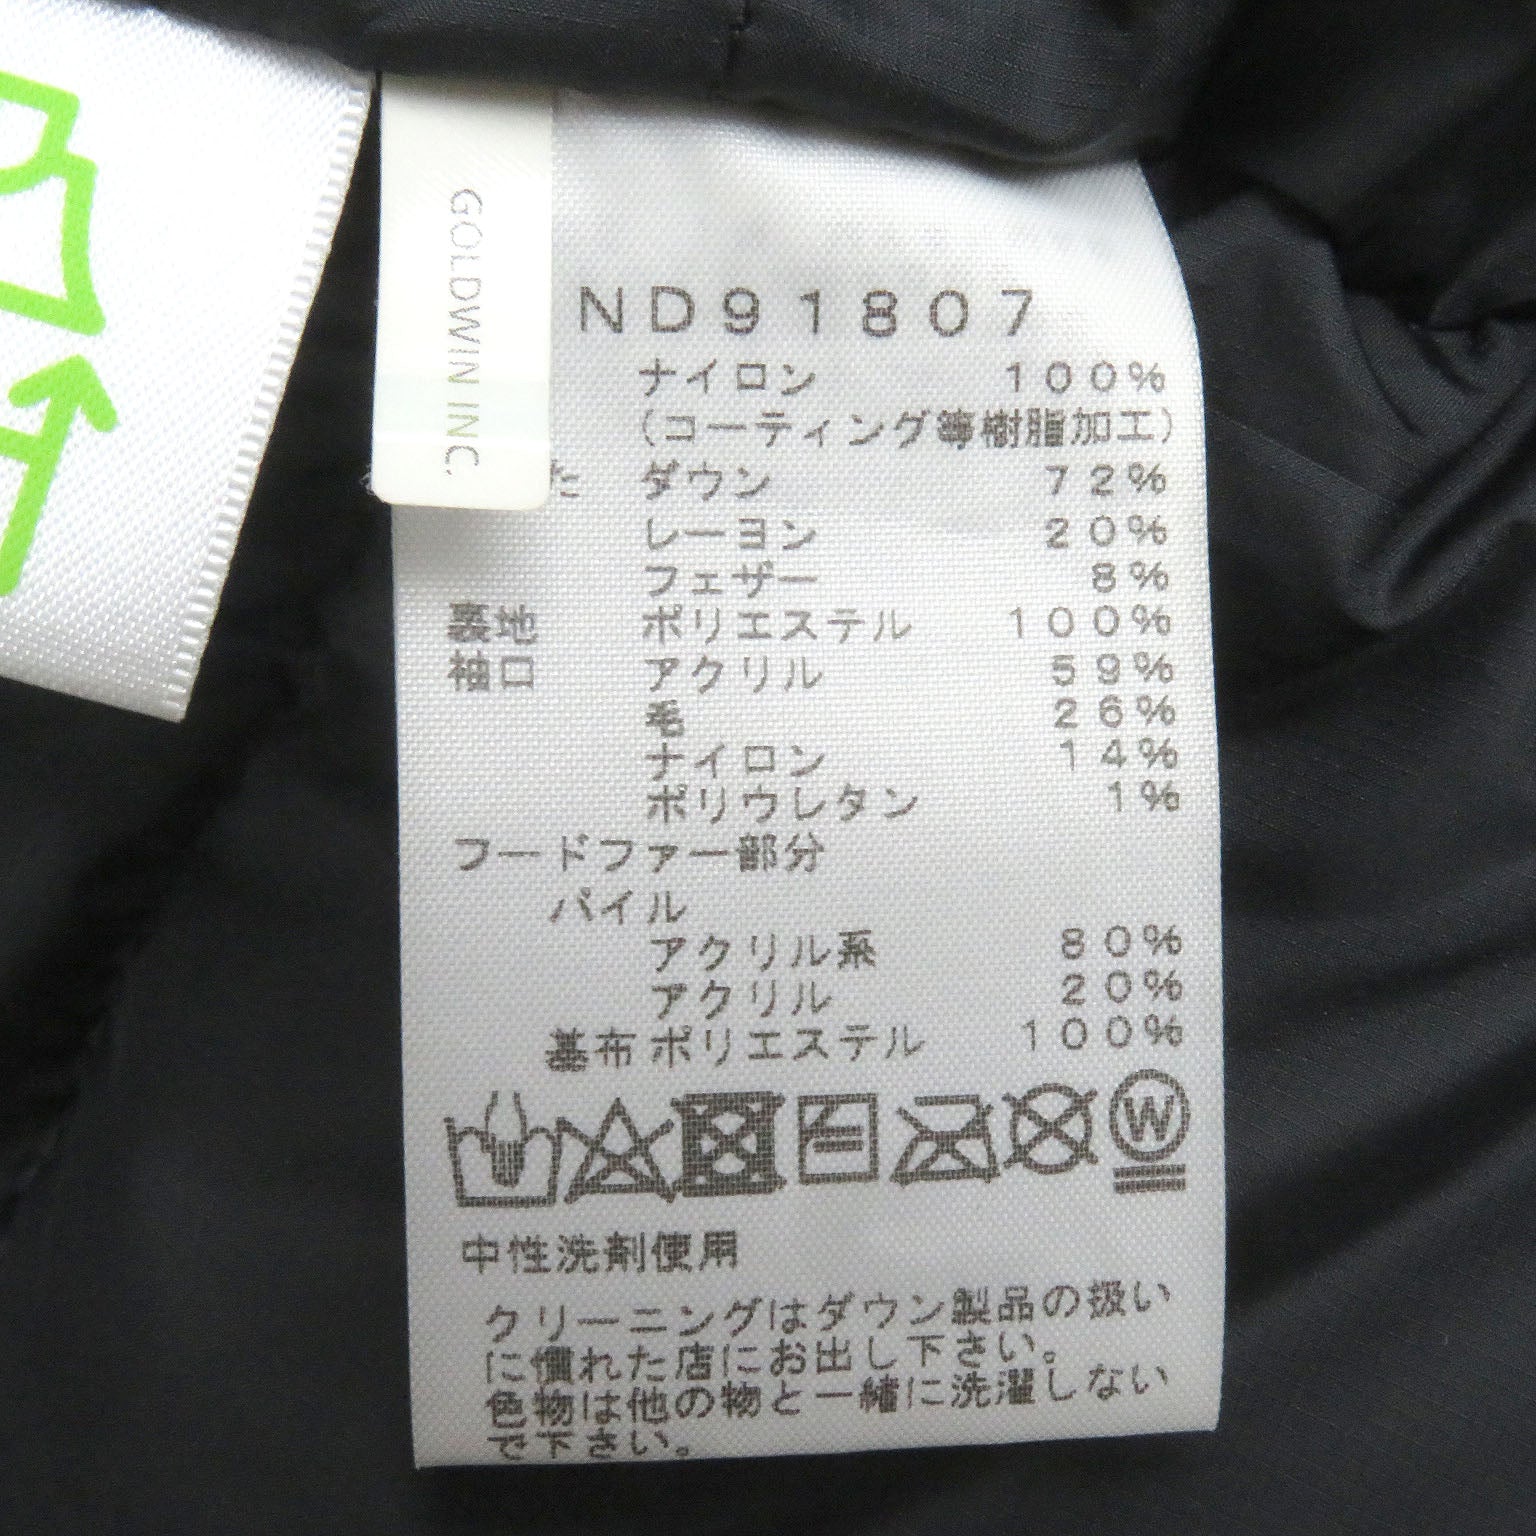 GOLDWIN INC.
ND91807
ナイロン 100%
(コーティング等樹脂加工)
た ダウン 72%
レーヨン 20%
フェザー 8%
裏地 ポリエステル 100%
袖口 アクリル 59%
毛 26%
ナイロン 14%
ポリウレタン 1%
フードファー部分
パイル
アクリル系 80%
アクリル 20%
基布 ポリエステル 100%
W
中性洗剤使用
クリーニングはダウン製品の扱い
に慣れた店にお出し下さい。
色物は他の物と一緒に洗濯しない
で下さい。